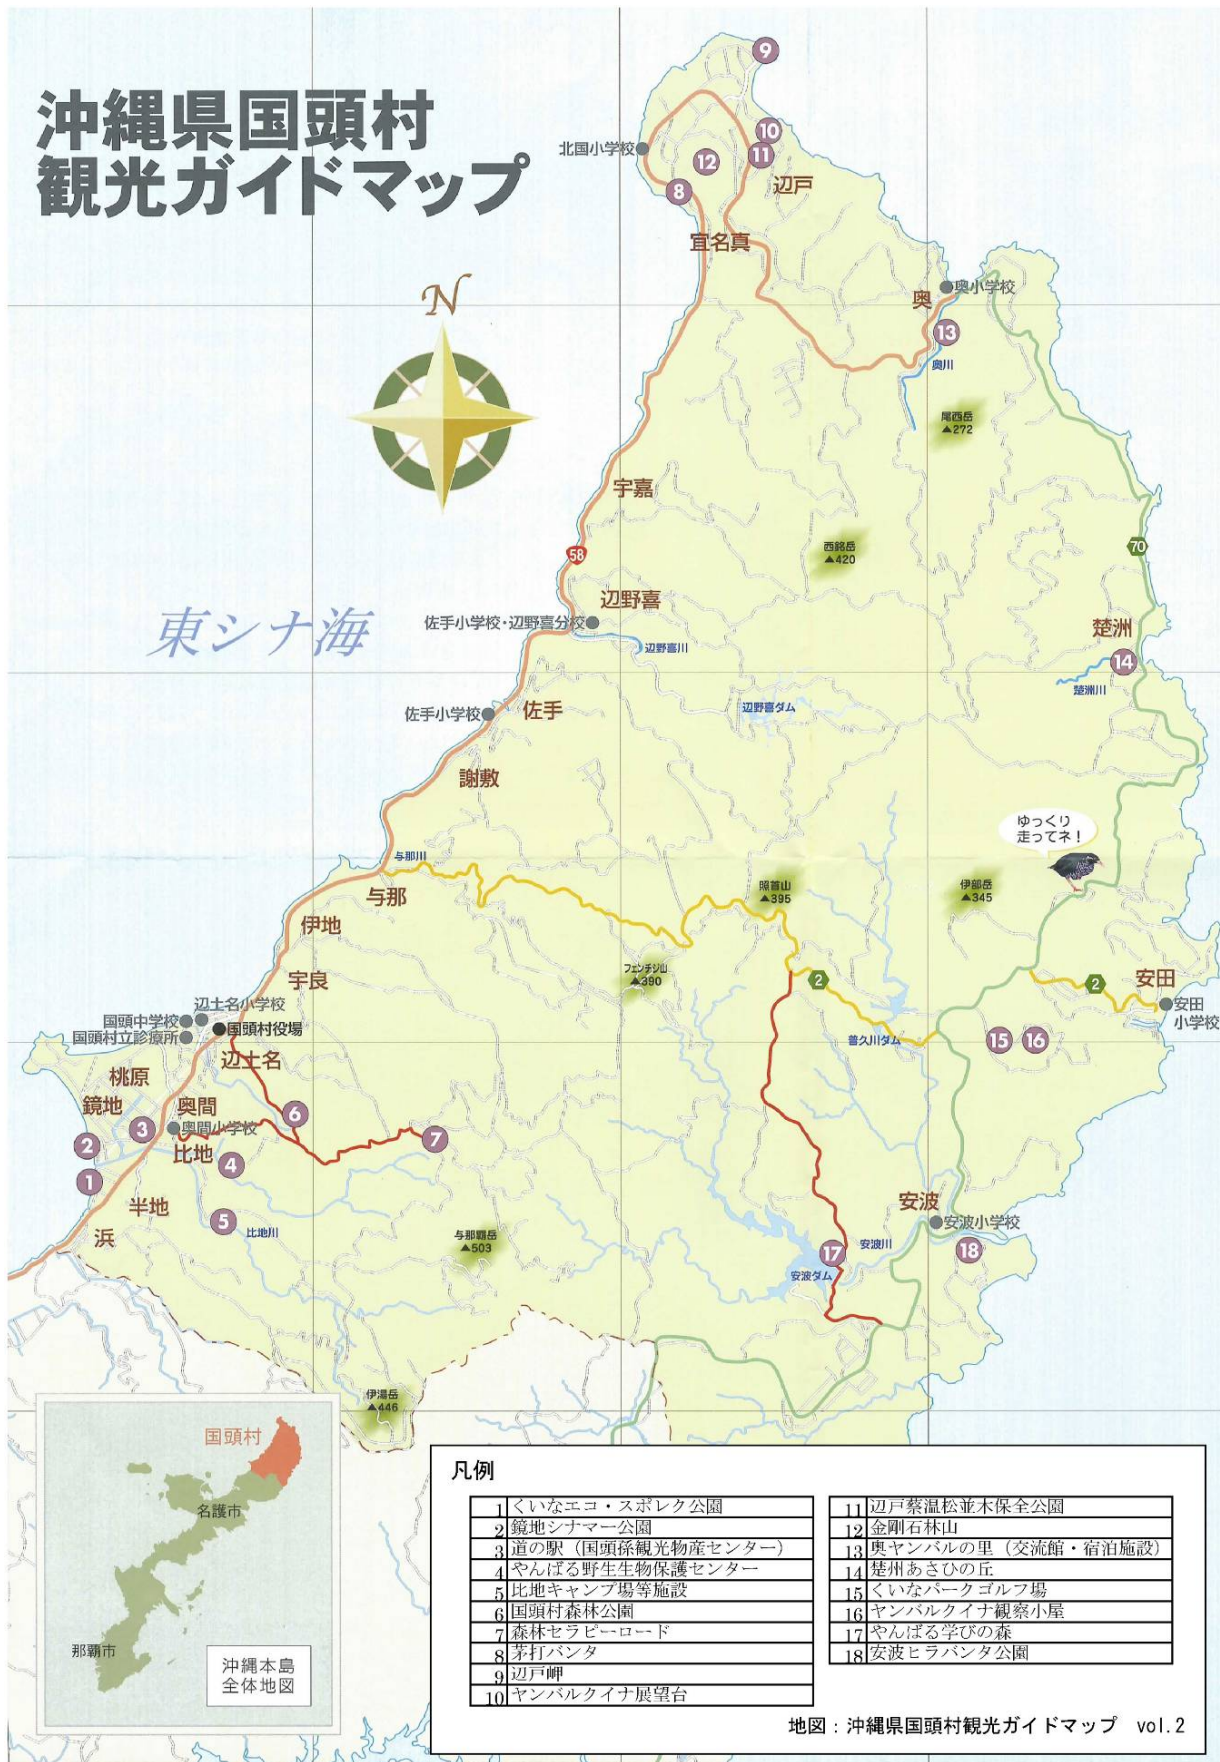 沖縄県国頭村
観光ガイドマップ
N
東シナ海
9
10
11
12
8
北国小学校
辺戸
宜名真
奥
奥小学校
13
奥川
尾西岳
▲272
宇嘉
58
西銘岳
▲420
70
辺野喜
佐手小学校・辺野喜分校
辺野喜川
楚洲
14
楚洲川
辺野喜ダム
佐手小学校
佐手
謝敷
ゆっくり
走ってネ!
与那川
与那
照首山
▲395
伊部岳
▲345
伊地
宇良
フエンチジ山
▲390
2
2
安田
安田
小学校
辺土名小学校
国頭中学校
国頭村立診療所
国頭村役場
辺土名
普久川ダム
15
16
桃原
鏡地
奥間
奥間小学校
6
7
3
2
1
比地
4
半地
5
比地川
浜
与那覇岳
▲503
安波
安波小学校
安波川
17
18
安波ダム
伊湯岳
▲446
国頭村
名護市
那覇市
沖縄本島
全体地図
凡例
1 くいなエコ・スポレク公園
2 鏡地シナマー公園
3 道の駅（国頭孫観光物産センター）
4 やんばる野生生物保護センター
5 比地キャンプ場等施設
6 国頭村森林公園
7 森林セラピーロード
8 茅打バンタ
9 辺戸岬
10 ヤンバルクイナ展望台
11 辺戸蔡温松並木保全公園
12 金剛石林山
13 奥ヤンバルの里（交流館・宿泊施設）
14 楚州あさひの丘
15 くいなパークゴルフ場
16 ヤンバルクイナ観察小屋
17 やんばる学びの森
18 安波ヒラバンタ公園
地図：沖縄県国頭村観光ガイドマップ　vol.2